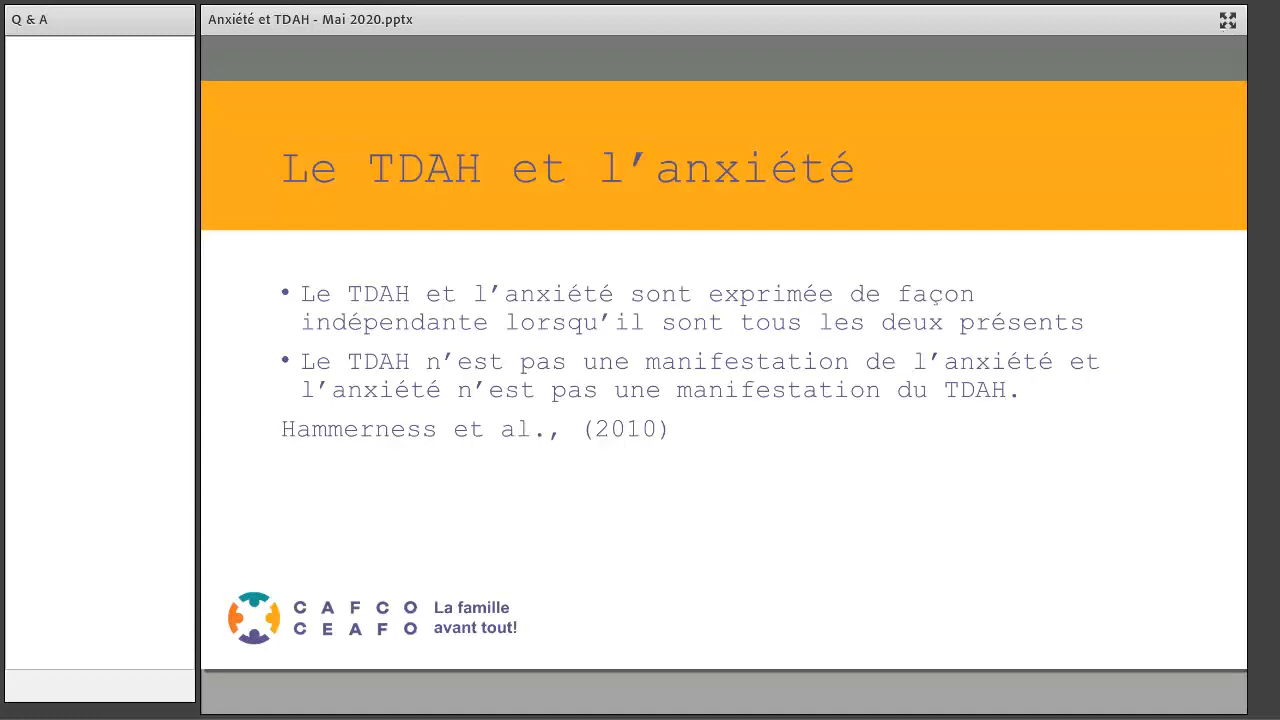 Q & A
Anxiété et TDAH - Mai 2020.pptx
Le TDAH et l’anxiété
• Le TDAH et l’anxiété sont exprimée de façon
indépendante lorsqu’il sont tous les deux présents
• Le TDAH n’est pas une manifestation de l’anxiété et
l’anxiété n’est pas une manifestation du TDAH.
Hammerness et al., (2010)
CAFCO La famille
CEAFO avant tout!